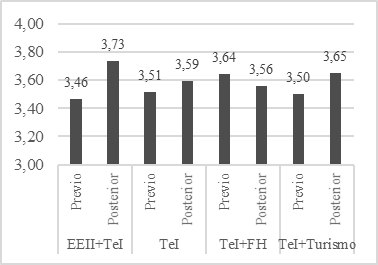 4,00
3,80
3,60
3,40
3,20
3,00
3,46
3,73
3,51
3,59
3,64
3,56
3,50
3,65
Previo
Posterior
Previo
Posterior
Previo
Posterior
Previo
Posterior
EEII+TeI
TeI
TeI+FH
TeI+Turismo